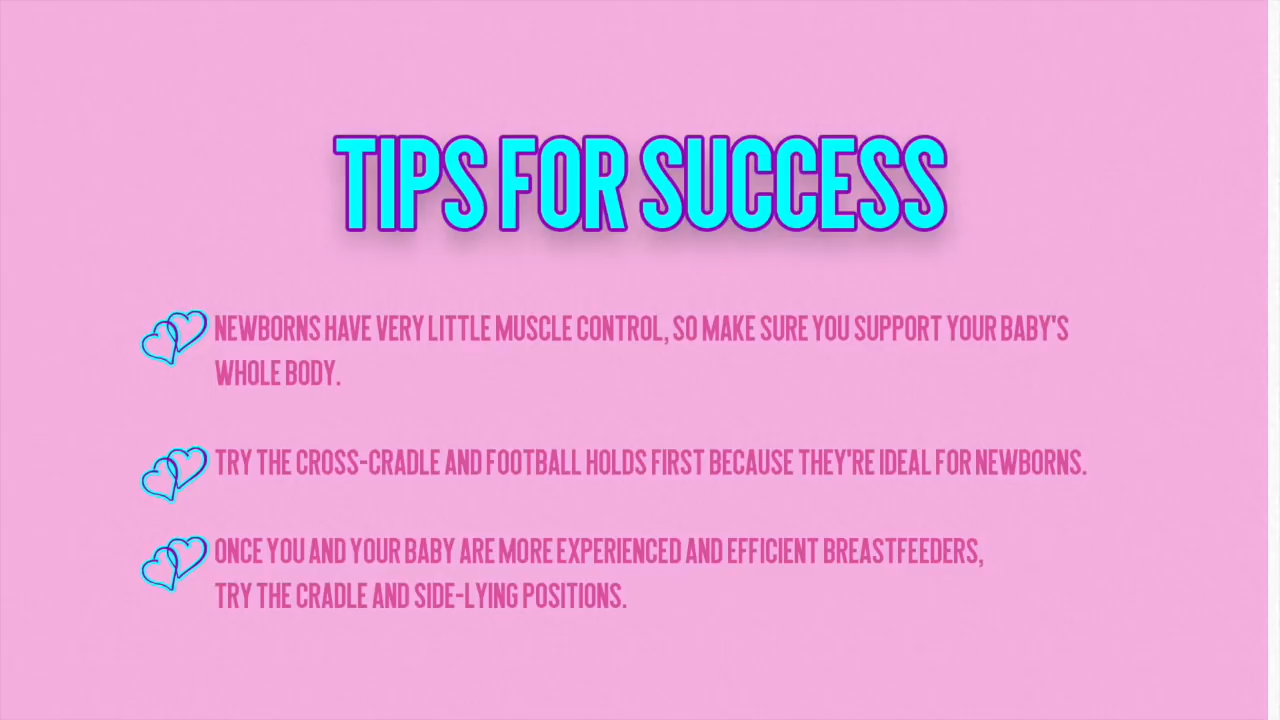 TIPS FOR SUCCESS
NEWBORNS HAVE VERY LITTLE MUSCLE CONTROL, SO MAKE SURE YOU SUPPORT YOUR BABY'S
WHOLE BODY.
TRY THE CROSS-CRADLE AND FOOTBALL HOLDS FIRST BECAUSE THEY'RE IDEAL FOR NEWBORNS.
ONCE YOU AND YOUR BABY ARE MORE EXPERIENCED AND EFFICIENT BREASTFEEDERS,
TRY THE CRADLE AND SIDE-LYING POSITIONS.